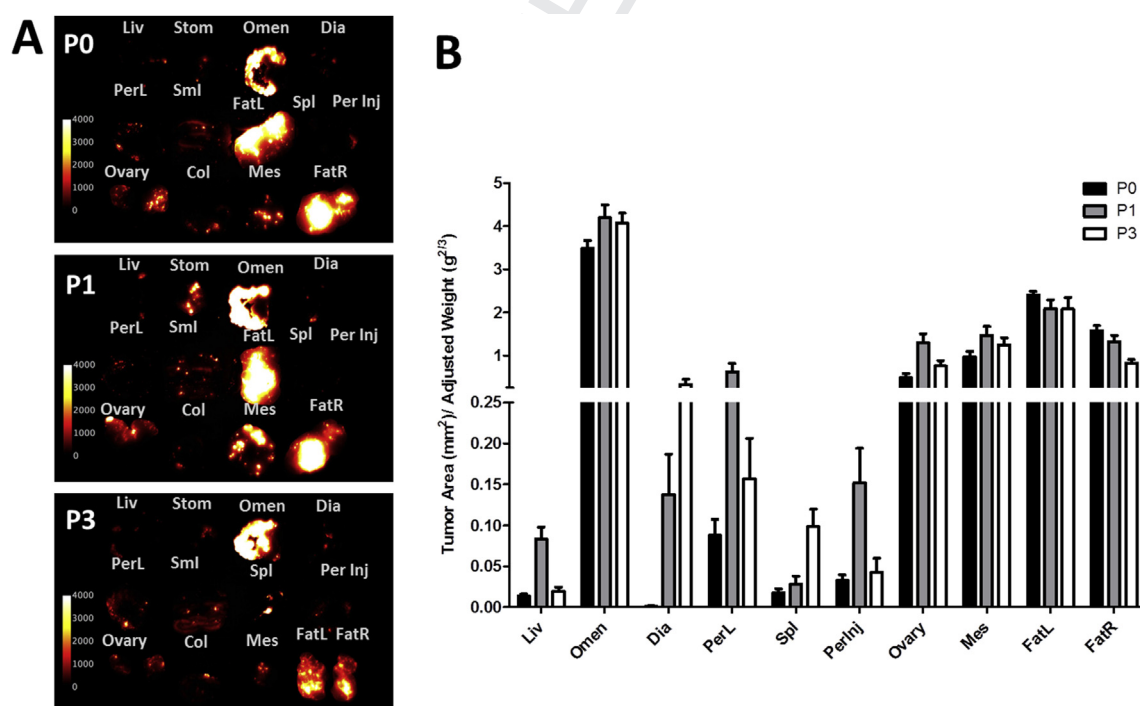 A
P0
Liv Stom Omen Dia
PerL SmI FatL Spl Per Inj
4000
3000
2000
1000
0
Ovary Col Mes FatR
P1
Liv Stom Omen Dia
PerL SmI FatL Spl Per Inj
4000
3000
2000
1000
0
Ovary Col Mes FatR
P3
Liv Stom Omen Dia
PerL SmI Spl Per Inj
4000
3000
2000
1000
0
Ovary Col Mes FatL FatR
B
Tumor Area (mm²)/ Adjusted Weight (g^2/3)
5
4
3
2
1
0.25
0.20
0.15
0.10
0.05
0.00
P0
P1
P3
Liv Omen Dia PerL Spl PerInj Ovary Mes FatL FatR